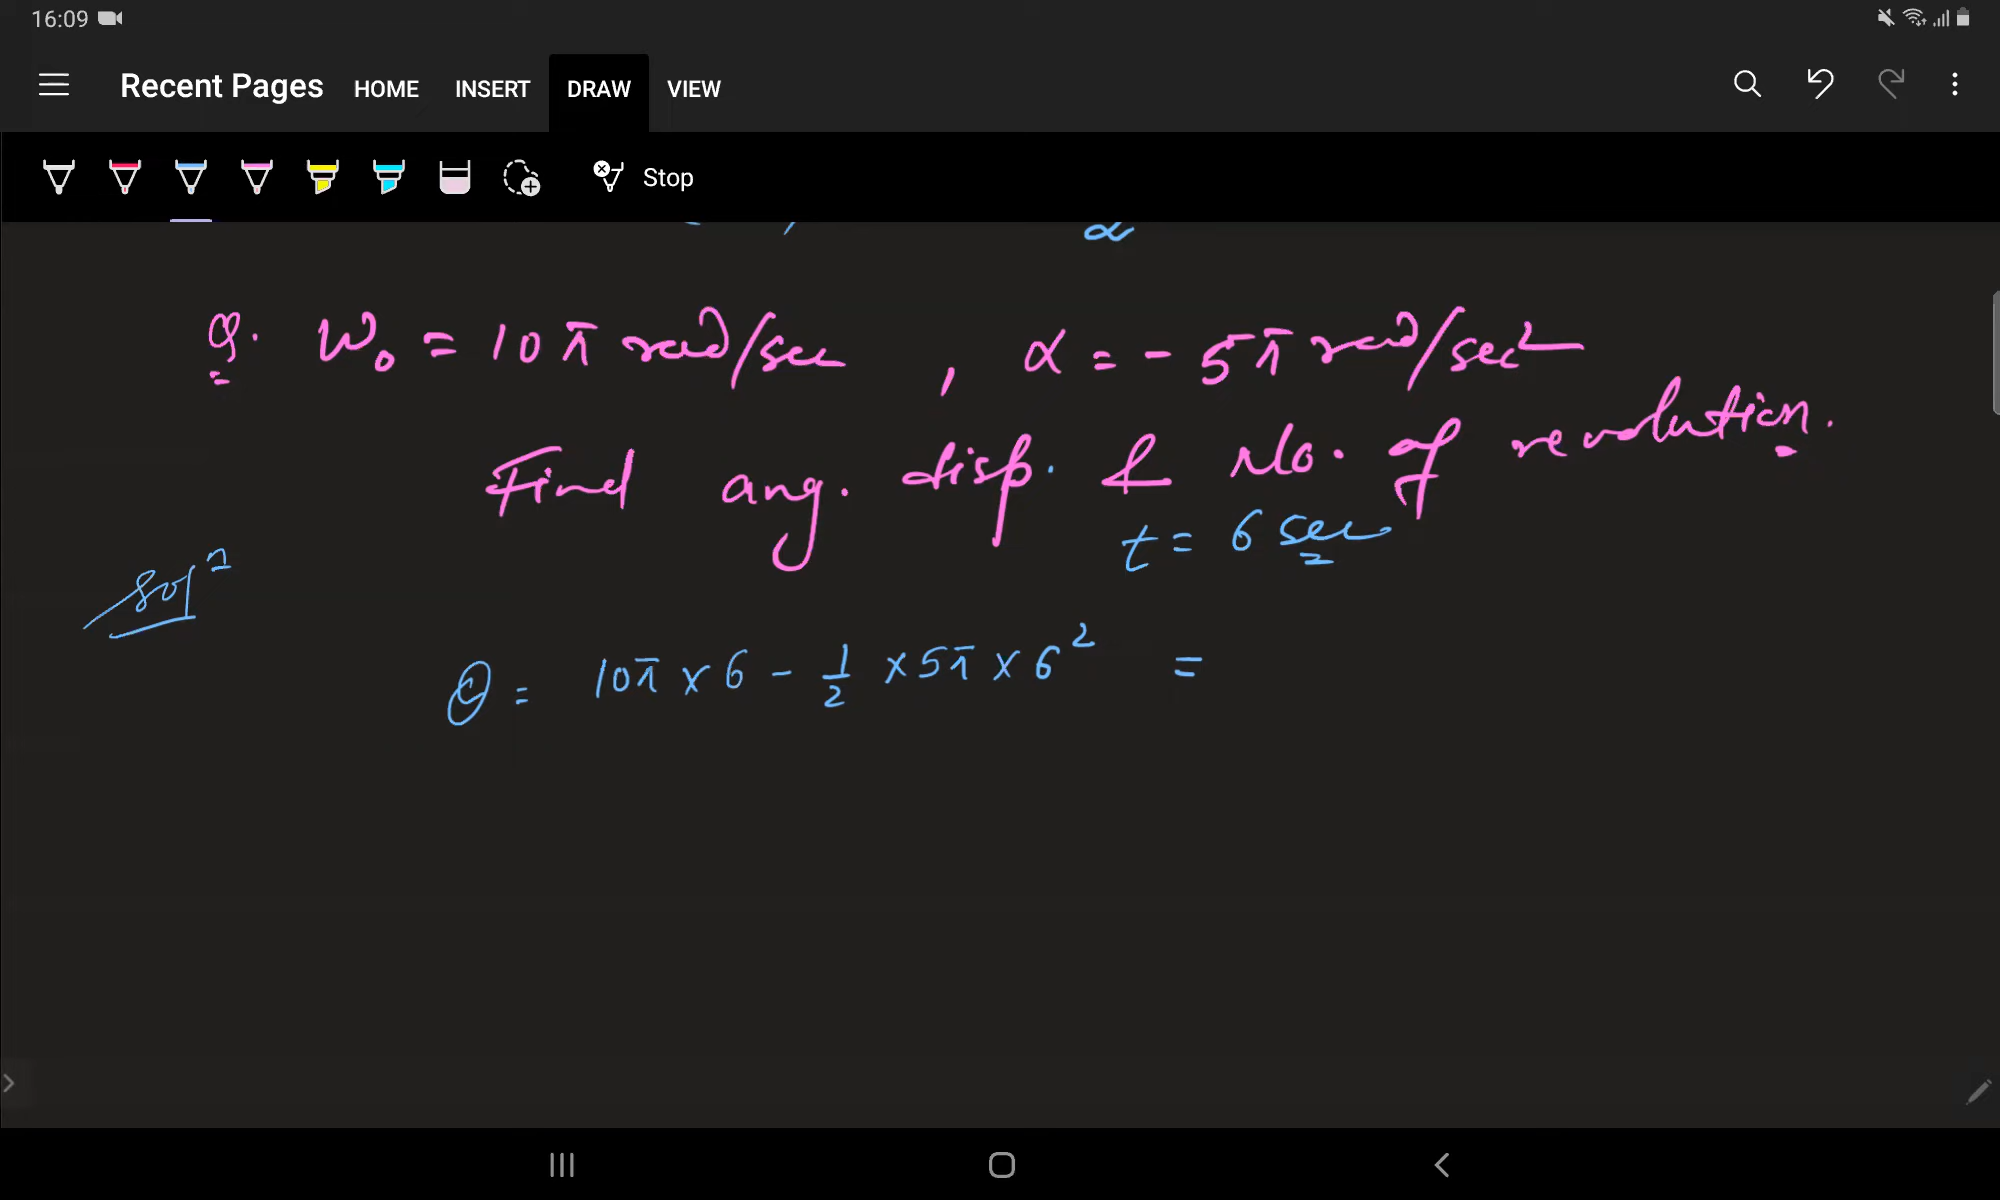 16:09
Recent Pages HOME INSERT DRAW VIEW
Stop
α
Q. ω₀ = 10π rad/sec , α = - 5π rad/sec²
Find ang. disp. & No. of revolution.
t = 6 sec
Solⁿ
θ = 10π × 6 - 1/2 × 5π × 6² =